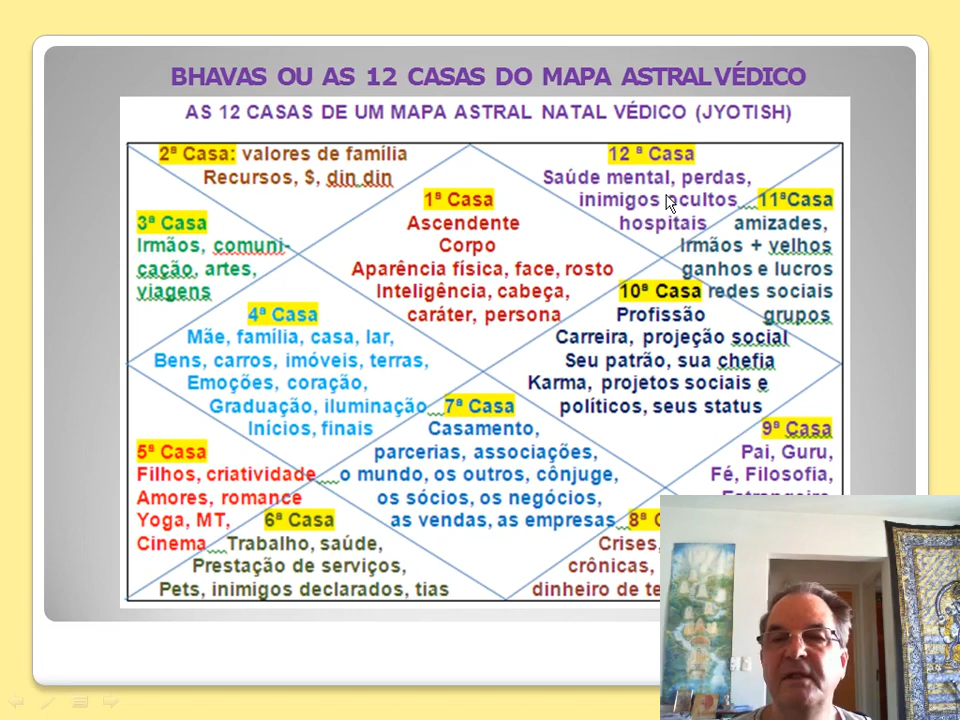 BHAVAS OU AS 12 CASAS DO MAPA ASTRAL VÉDICO
AS 12 CASAS DE UM MAPA ASTRAL NATAL VÉDICO (JYOTISH)
2ª Casa: valores de família
Recursos, $, din din
12 ª Casa
Saúde mental, perdas,
inimigos ocultos
hospitais
11ªCasa
amizades,
Irmãos + velhos
ganhos e lucros
redes sociais
grupos
1ª Casa
Ascendente
Corpo
Aparência física, face, rosto
Inteligência, cabeça,
caráter, persona
3ª Casa
Irmãos, comuni-
cação, artes,
viagens
10ª Casa
Profissão
Carreira, projeção social
Seu patrão, sua chefia
Karma, projetos sociais e
políticos, seus status
4ª Casa
Mãe, família, casa, lar,
Bens, carros, imóveis, terras,
Emoções, coração,
Graduação, iluminação
Inicios, finais
7ª Casa
Casamento,
parcerias, associações,
o mundo, os outros, cônjuge,
os sócios, os negócios,
as vendas, as empresas
9ª Casa
Pai, Guru,
Fé, Filosofia,
5ª Casa
Filhos, criatividade
Amores, romance
Yoga, MT,
Cinema
6ª Casa
Trabalho, saúde,
Prestação de serviços,
Pets, inimigos declarados, tias
8ª
Crises,
crônicas,
dinheiro de